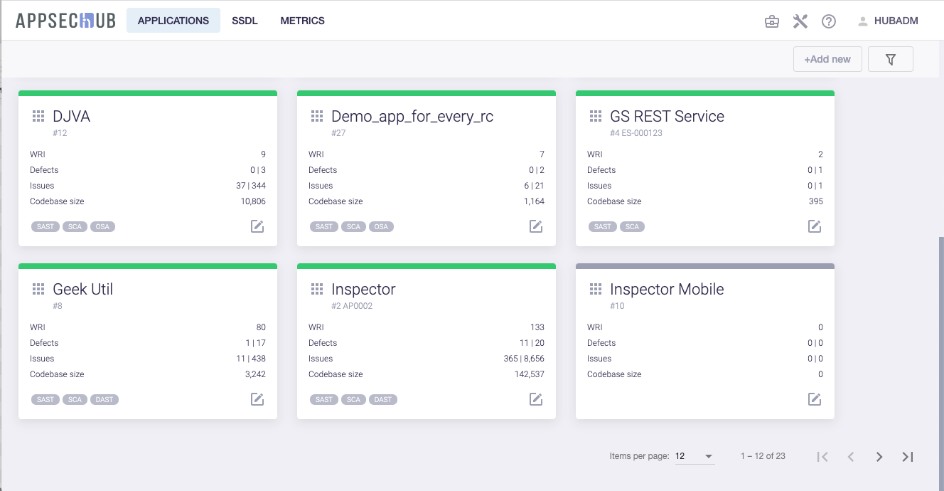 APPSECHUB APPLICATIONS SSDL METRICS HUBADM
+Add new
DJVA
#12
WRI 9
Defects 0 | 3
Issues 37 | 344
Codebase size 10,806
SAST SCA OSA
Demo_app_for_every_rc
#27
WRI 7
Defects 0 | 2
Issues 6 | 21
Codebase size 1,164
SAST SCA OSA
GS REST Service
#4 ES-000123
WRI 2
Defects 0 | 1
Issues 0 | 1
Codebase size 395
SAST SCA
Geek Util
#8
WRI 80
Defects 1 | 17
Issues 11 | 438
Codebase size 3,242
SAST SCA DAST
Inspector
#2 AP0002
WRI 133
Defects 11 | 20
Issues 365 | 8,656
Codebase size 142,537
SAST SCA DAST
Inspector Mobile
#10
WRI 0
Defects 0 | 0
Issues 0 | 0
Codebase size 0
Items per page: 12 1 – 12 of 23